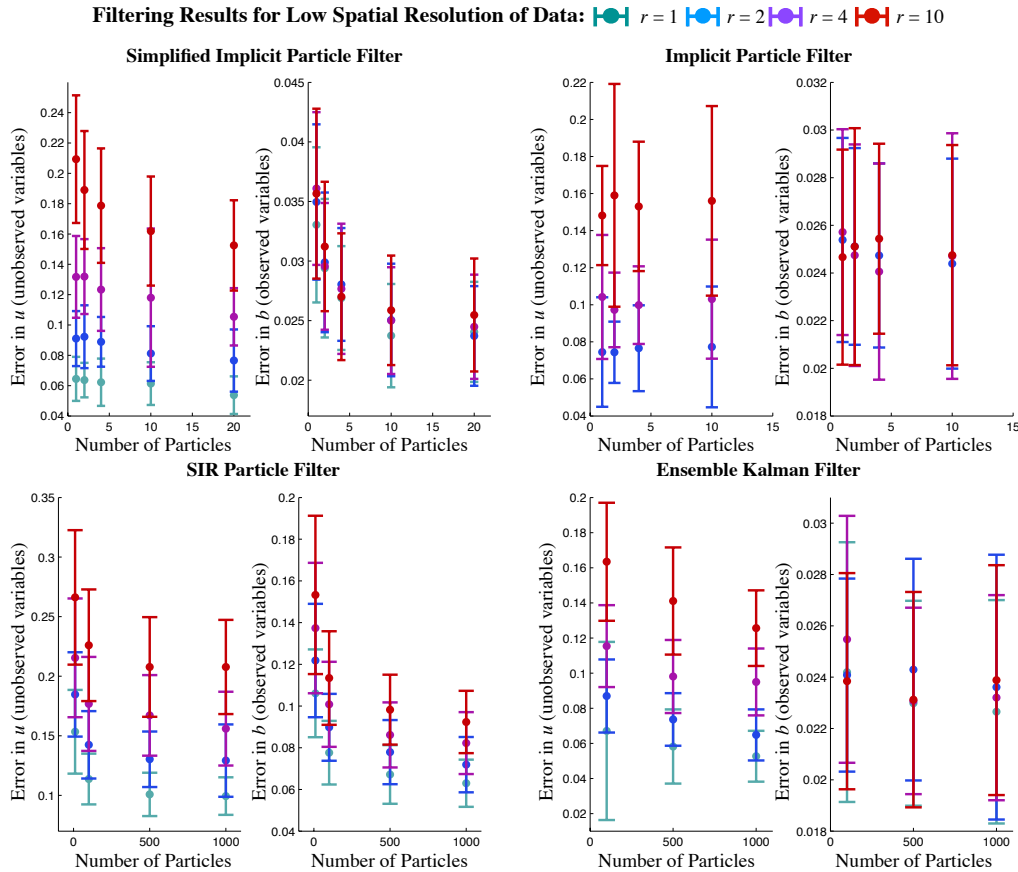 Filtering Results for Low Spatial Resolution of Data: r = 1 r = 2 r = 4 r = 10
Simplified Implicit Particle Filter
Implicit Particle Filter
Error in u (unobserved variables)
0.24
0.22
0.2
0.18
0.16
0.14
0.12
0.1
0.08
0.06
0.04
0 5 10 15 20
Number of Particles
Error in b (observed variables)
0.045
0.04
0.035
0.03
0.025
0.02
0 5 10 15 20
Number of Particles
Error in u (unobserved variables)
0.22
0.2
0.18
0.16
0.14
0.12
0.1
0.08
0.06
0.04
0 5 10 15
Number of Particles
Error in b (observed variables)
0.032
0.03
0.028
0.026
0.024
0.022
0.02
0.018
0 5 10 15
Number of Particles
SIR Particle Filter
Ensemble Kalman Filter
Error in u (unobserved variables)
0.35
0.3
0.25
0.2
0.15
0.1
0 500 1000
Number of Particles
Error in b (observed variables)
0.2
0.18
0.16
0.14
0.12
0.1
0.08
0.06
0.04
0 500 1000
Number of Particles
Error in u (unobserved variables)
0.2
0.18
0.16
0.14
0.12
0.1
0.08
0.06
0.04
0.02
0 500 1000
Number of Particles
Error in b (observed variables)
0.03
0.028
0.026
0.024
0.022
0.02
0.018
0 500 1000
Number of Particles